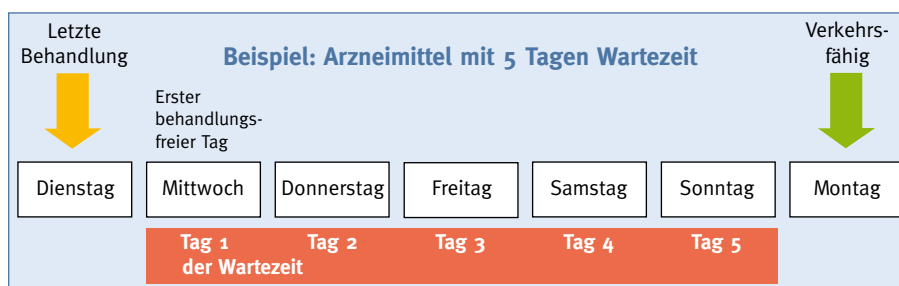 Letzte
Behandlung
Beispiel: Arzneimittel mit 5 Tagen Wartezeit
Verkehrs-
fähig
Erster
behandlungs-
freier Tag
Dienstag
Mittwoch
Donnerstag
Freitag
Samstag
Sonntag
Montag
Tag 1
der Wartezeit
Tag 2
Tag 3
Tag 4
Tag 5